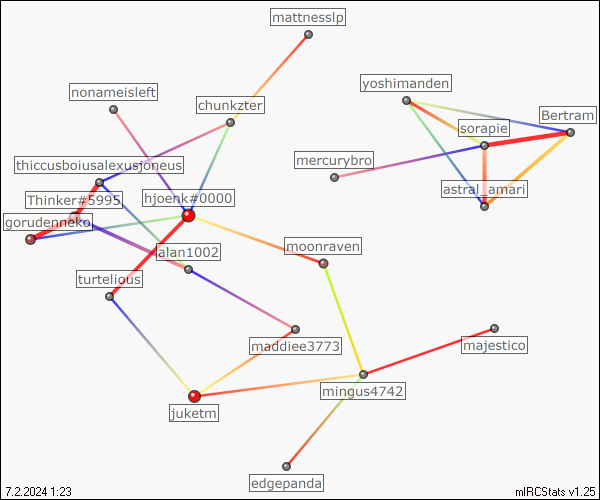 mattnesslp
yoshimanden
nonameisleft
chunkzter
Bertram
sorapie
mercurybro
thiccusboiusalexusjoneus
astral_amari
Thinker#5995
hjoenk#0000
gorudenneko
moonraven
alan1002
turtelious
maddiee3773
majestico
mingus4742
juketm
edgepanda
7.2.2024 1:23
mIRCStats v1.25